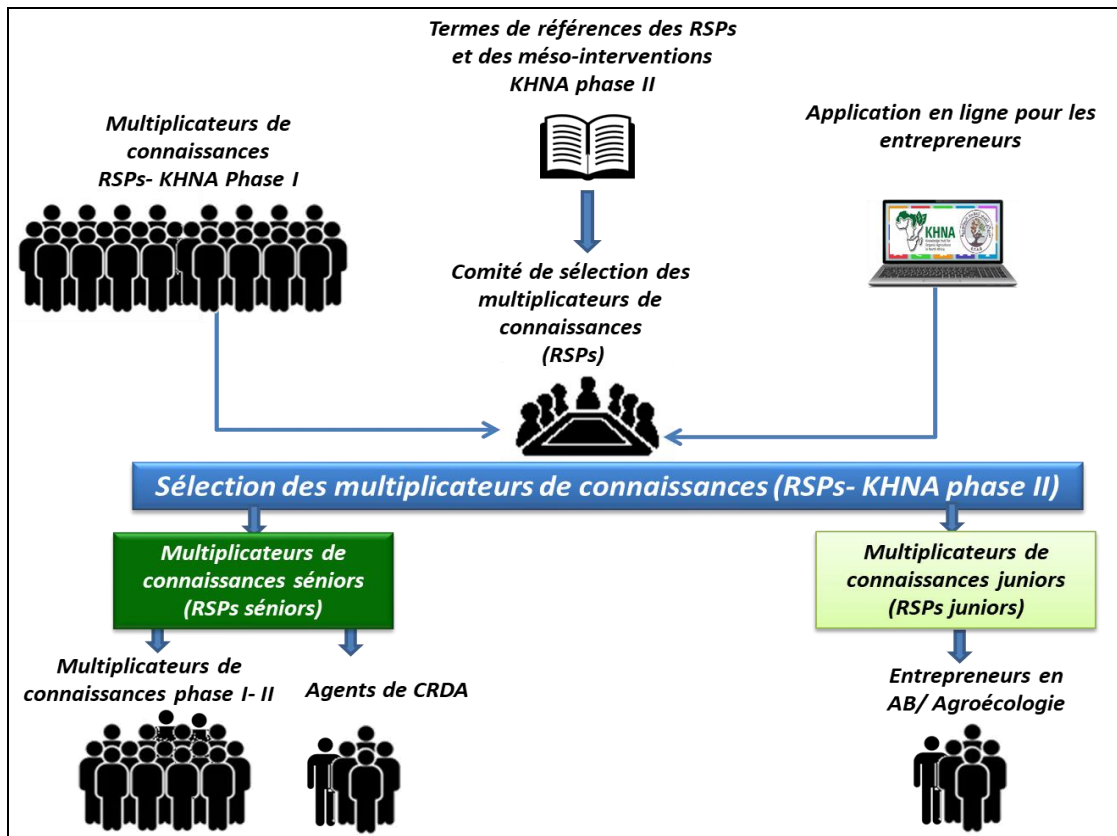 Termes de références des RSPs
et des méso-interventions
KHNA phase II
Multiplicateurs de
connaissances
RSPs- KHNA Phase I
Application en ligne pour les
entrepreneurs
KHNA
Comité de sélection des
multiplicateurs de
connaissances
(RSPs)
Sélection des multiplicateurs de connaissances (RSPs- KHNA phase II)
Multiplicateurs de
connaissances séniors
(RSPs séniors)
Multiplicateurs de
connaissances juniors
(RSPs juniors)
Multiplicateurs de
connaissances phase I- II
Agents de CRDA
Entrepreneurs en
AB/ Agroécologie